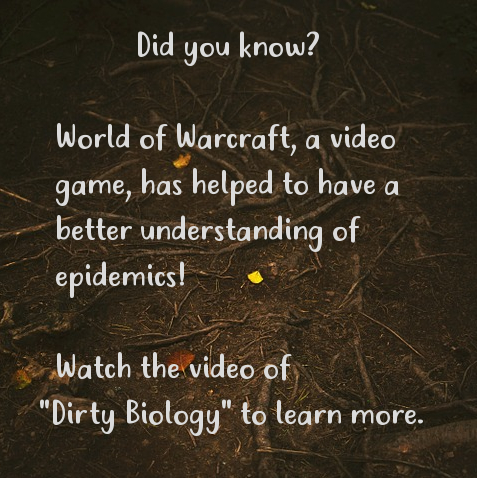 Did you know?
World of Warcraft, a video
game, has helped to have a
better understanding of
epidemics!
Watch the video of
"Dirty Biology" to learn more.